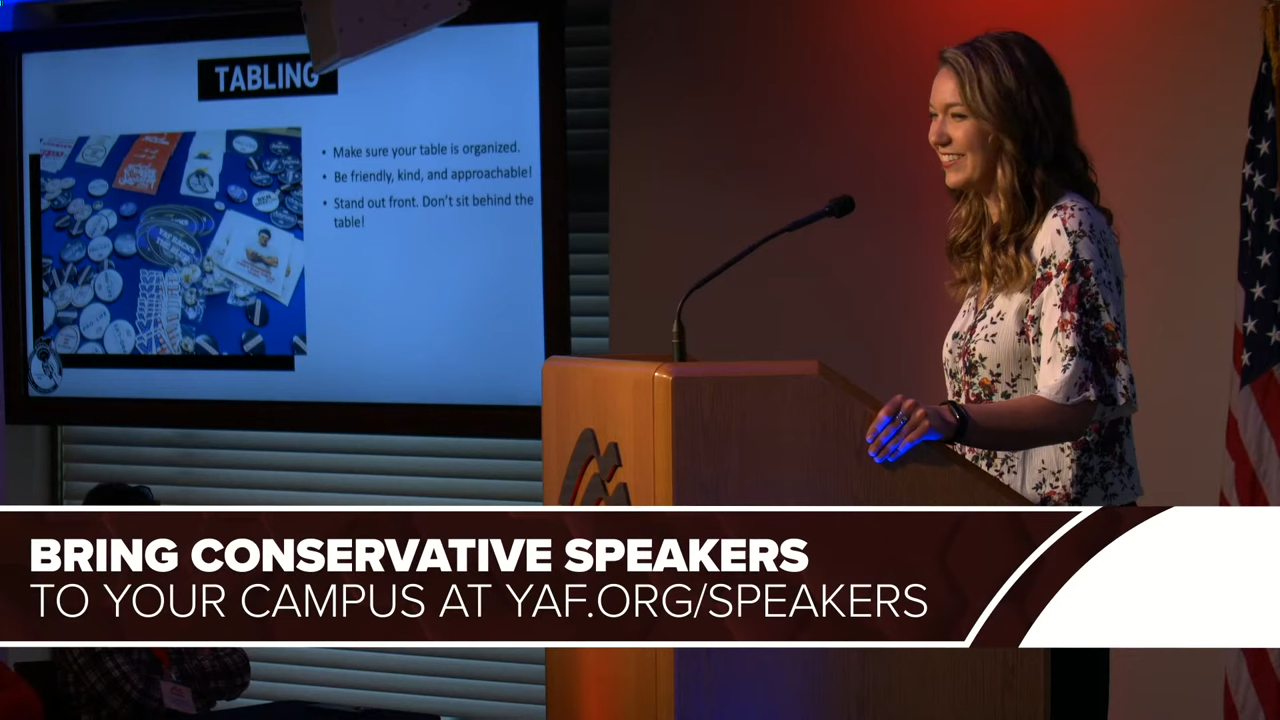 TABLING
• Make sure your table is organized.
• Be friendly, kind, and approachable!
• Stand out front. Don't sit behind the
table!
BRING CONSERVATIVE SPEAKERS
TO YOUR CAMPUS AT YAF.ORG/SPEAKERS